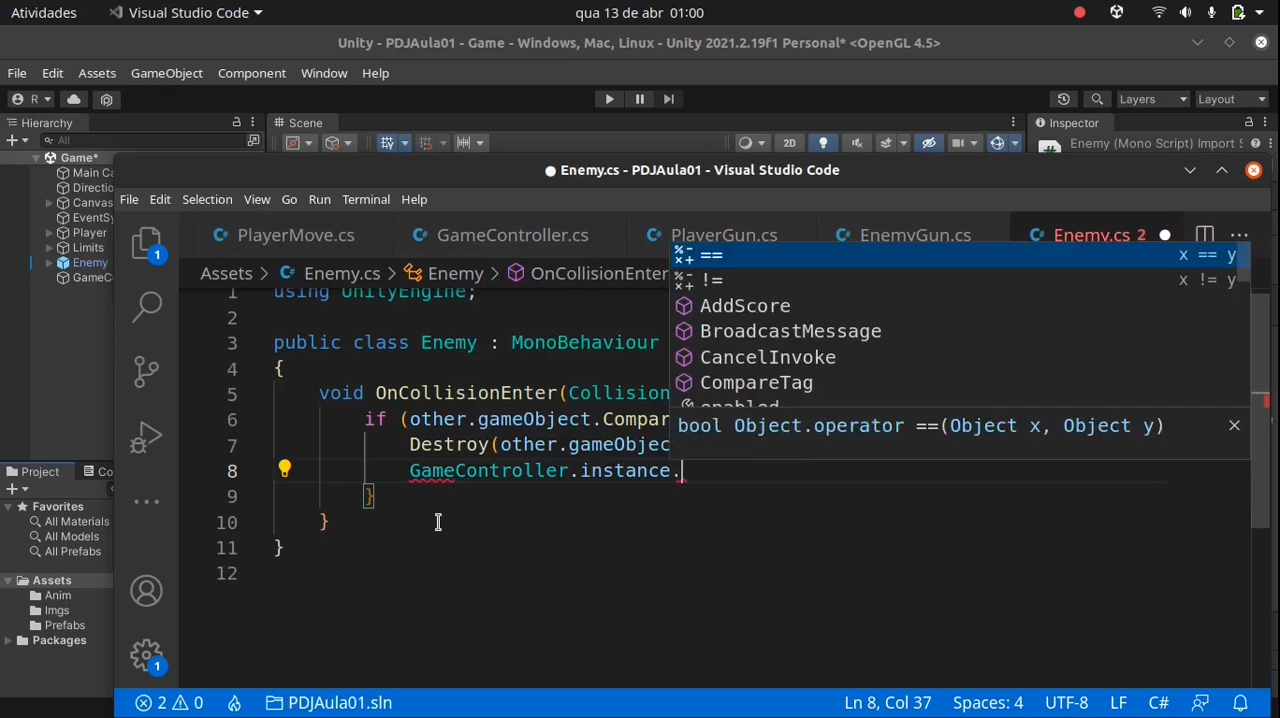 Atividades Visual Studio Code qua 13 de abr 01:00
Unity - PDJAula01 - Game - Windows, Mac, Linux - Unity 2021.2.19f1 Personal* <OpenGL 4.5>
File Edit Assets GameObject Component Window Help
R Layers Layout
Hierarchy Scene Inspector
All 2D Enemy (Mono Script) Import S
Game*
Main Ca
Directio
Canvas
EventSy
Player
Limits
Enemy
GameC
Enemy.cs - PDJAula01 - Visual Studio Code
File Edit Selection View Go Run Terminal Help
PlayerMove.cs GameController.cs PlayerGun.cs EnemyGun.cs Enemy.cs 2
Assets > Enemy.cs > Enemy > OnCollisionEnter
1 using UnityEngine;
2
3 public class Enemy : MonoBehaviour
4 {
5 void OnCollisionEnter(Collision
6 if (other.gameObject.Compar
7 Destroy(other.gameObjec
8 GameController.instance.
9 }
10 }
11 }
12
== x == y
!= x != y
AddScore
BroadcastMessage
CancelInvoke
CompareTag
enabled
bool Object.operator ==(Object x, Object y)
1
1
Project Co
Favorites
All Materials
All Models
All Prefabs
Assets
Anim
Imgs
Prefabs
Packages
2 0 PDJAula01.sln Ln 8, Col 37 Spaces: 4 UTF-8 LF C#